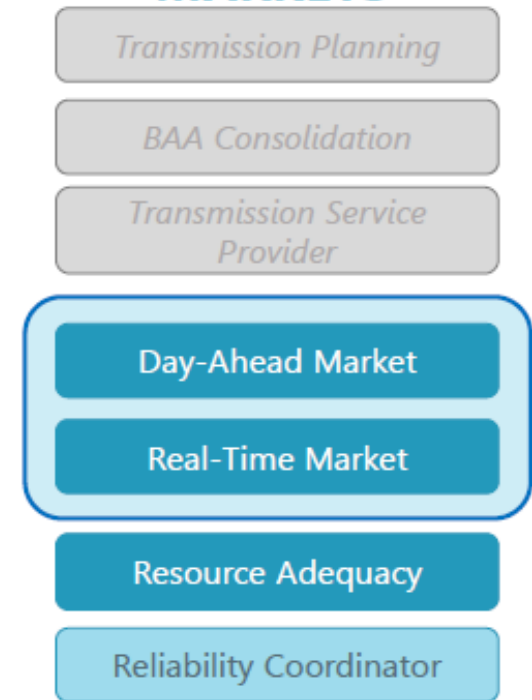 Transmission Planning
BAA Consolidation
Transmission Service
Provider
Day-Ahead Market
Real-Time Market
Resource Adequacy
Reliability Coordinator